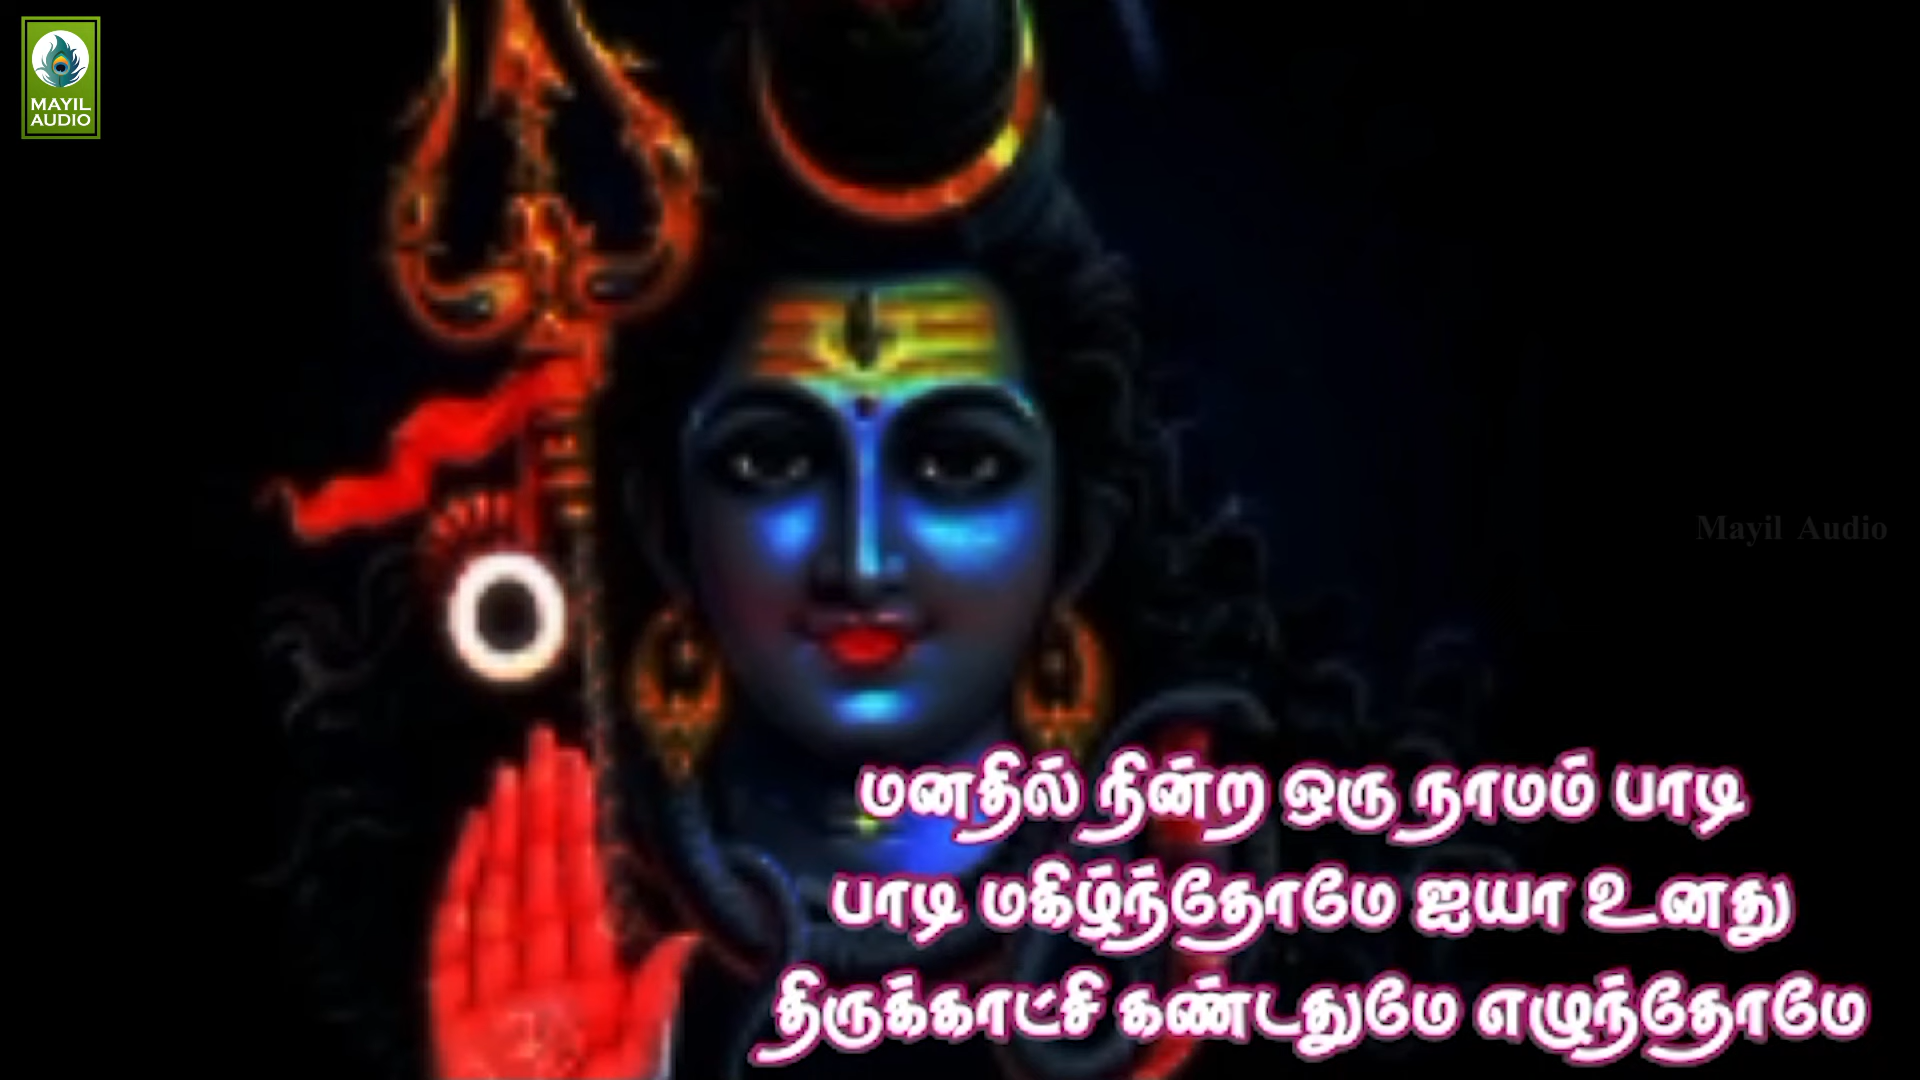 MAYIL
AUDIO
Mayil Audio
மனதில் நின்ற ஒரு நாமம் பாடி
பாடி மகிழ்ந்தோமே ஐயா உனது
திருக்காட்சி கண்டதுமே எழுந்தோமே